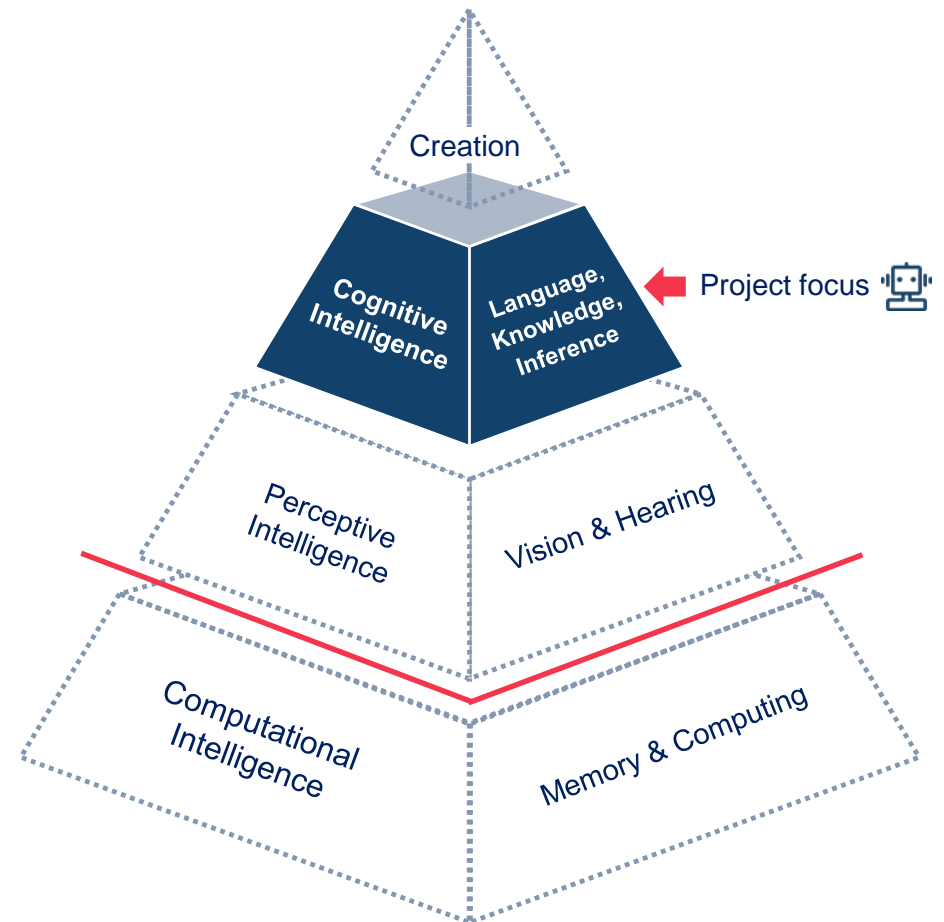 Creation
Cognitive
Intelligence
Language,
Knowledge,
Inference
Project focus
Perceptive
Intelligence
Vision & Hearing
Computational
Intelligence
Memory & Computing